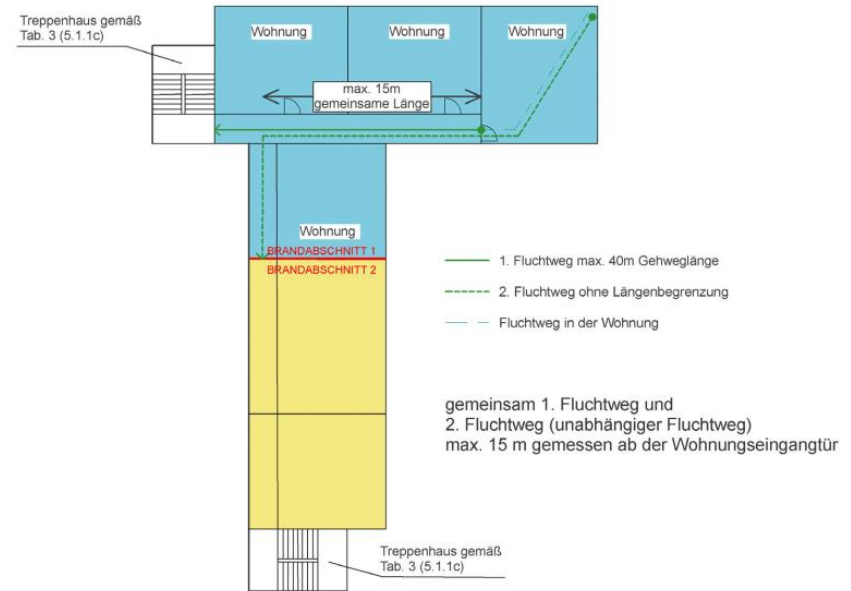 Treppenhaus gemäß
Tab. 3 (5.1.1c)
Wohnung
Wohnung
Wohnung
max. 15m
gemeinsame Länge
Wohnung
BRANDABSCHNITT 1
BRANDABSCHNITT 2
1. Fluchtweg max. 40m Gehweglänge
2. Fluchtweg ohne Längenbegrenzung
Fluchtweg in der Wohnung
gemeinsam 1. Fluchtweg und
2. Fluchtweg (unabhängiger Fluchtweg)
max. 15 m gemessen ab der Wohnungseingangtür
Treppenhaus gemäß
Tab. 3 (5.1.1c)